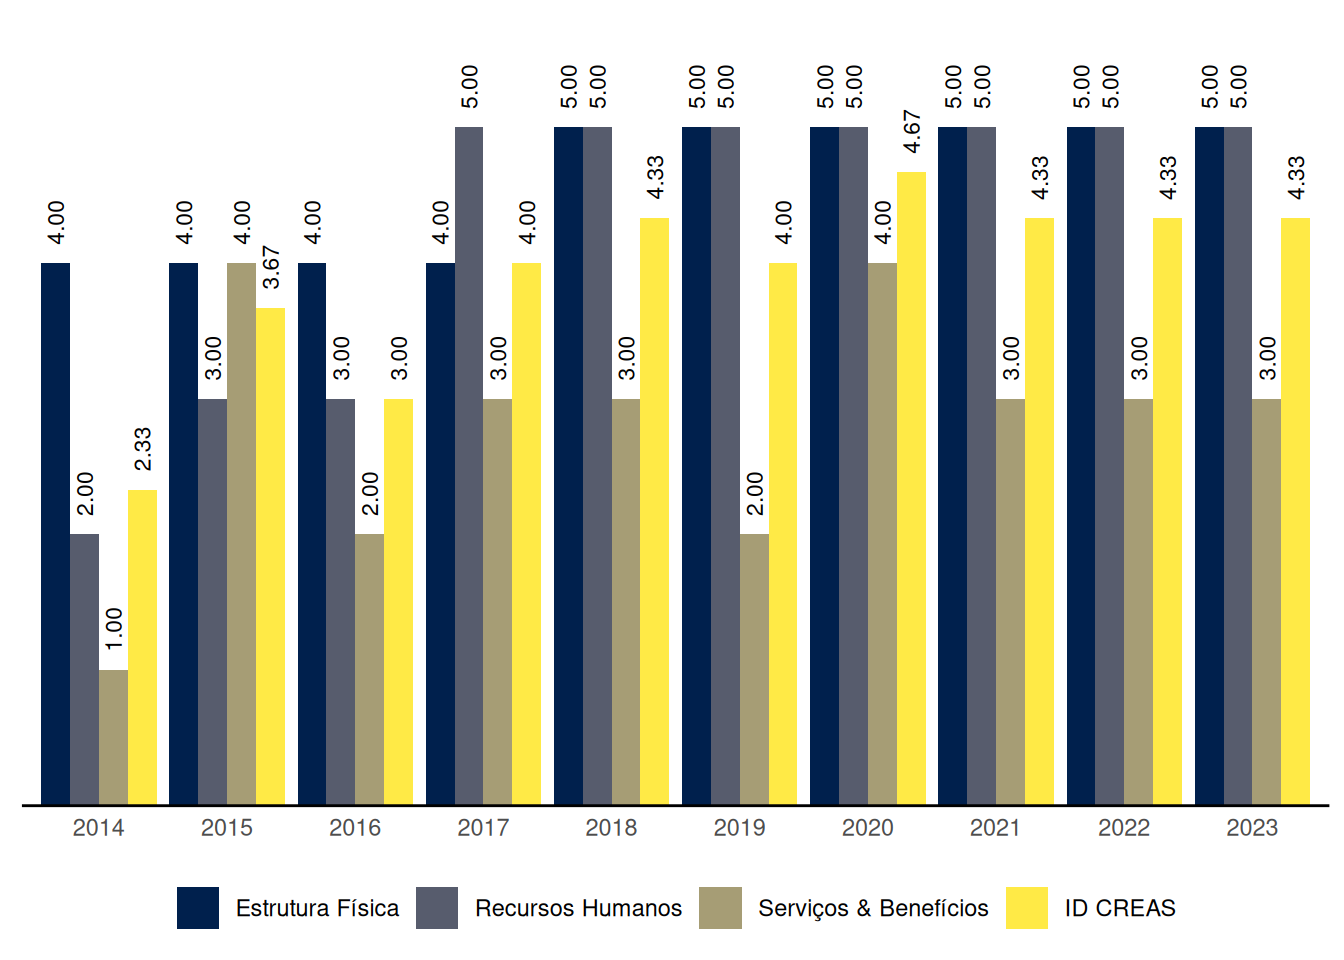 5.00 5.00 5.00 5.00 5.00 5.00 5.00 5.00 5.00 5.00 5.00 5.00 5.00
4.67
4.33 4.33 4.33 4.33
4.00 4.00 4.00 4.00 4.00 4.00 4.00 4.00
3.67
3.00 3.00 3.00 3.00 3.00 3.00 3.00 3.00
2.33
2.00 2.00 2.00
1.00
2014 2015 2016 2017 2018 2019 2020 2021 2022 2023
Estrutura Física Recursos Humanos Serviços & Benefícios ID CREAS